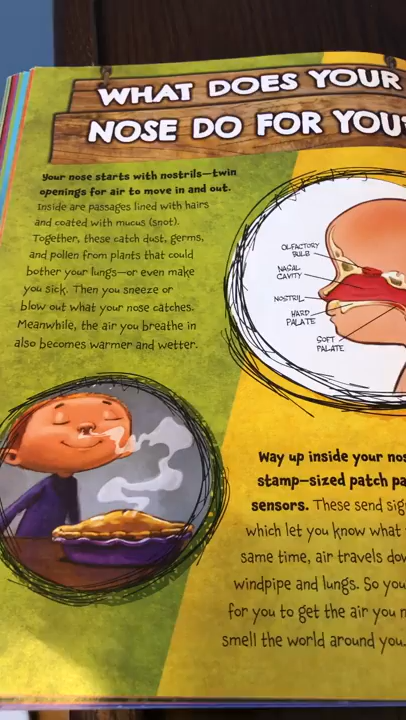 WHAT DOES YOUR
NOSE DO FOR YOU?
Your nose starts with nostrils—twin
openings for air to move in and out.
Inside are passages lined with hairs
and coated with mucus (snot).
Together, these catch dust, germs,
and pollen from plants that could
bother your lungs—or even make
you sick. Then you sneeze or
blow out what your nose catches.
Meanwhile, the air you breathe in
also becomes warmer and wetter.
OLFACTORY
BULB
NASAL
CAVITY
NOSTRIL
HARD
PALATE
SOFT
PALATE
Way up inside your
stamp-sized patch
sensors. These send
which let you know what
same time, air travels
windpipe and lungs. So
for you to get the air you
smell the world around you.